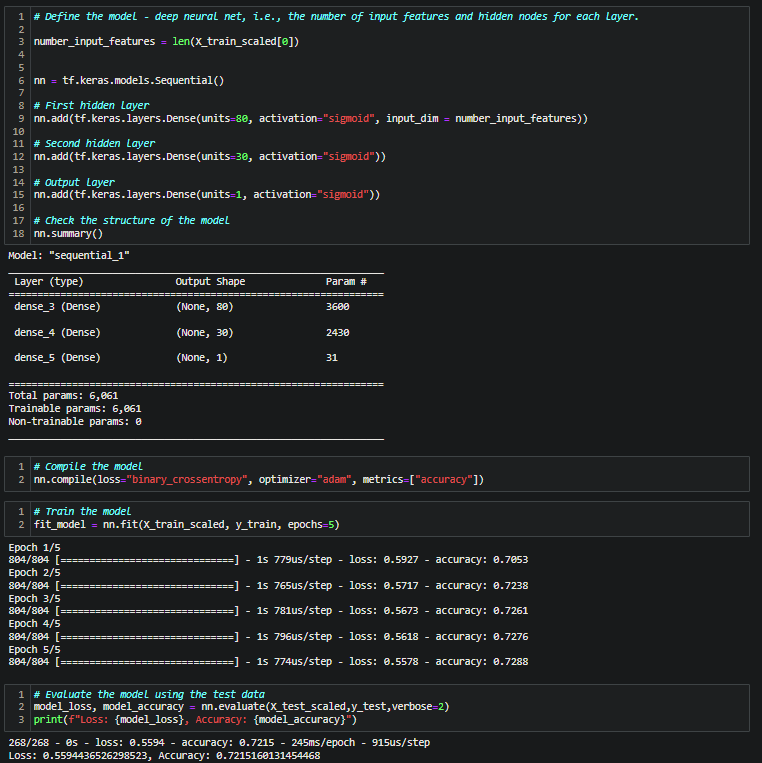 1 # Define the model - deep neural net, i.e., the number of input features and hidden nodes for each layer.
2
3 number_input_features = len(X_train_scaled[0])
4
5
6 nn = tf.keras.models.Sequential()
7
8 # First hidden layer
9 nn.add(tf.keras.layers.Dense(units=80, activation="sigmoid", input_dim = number_input_features))
10
11 # Second hidden layer
12 nn.add(tf.keras.layers.Dense(units=30, activation="sigmoid"))
13
14 # Output layer
15 nn.add(tf.keras.layers.Dense(units=1, activation="sigmoid"))
16
17 # Check the structure of the model
18 nn.summary()
Model: "sequential_1"
_________________________________________________________________
Layer (type) Output Shape Param #
=================================================================
dense_3 (Dense) (None, 80) 3600
dense_4 (Dense) (None, 30) 2430
dense_5 (Dense) (None, 1) 31
=================================================================
Total params: 6,061
Trainable params: 6,061
Non-trainable params: 0
_________________________________________________________________
1 # Compile the model
2 nn.compile(loss="binary_crossentropy", optimizer="adam", metrics=["accuracy"])
1 # Train the model
2 fit_model = nn.fit(X_train_scaled, y_train, epochs=5)
Epoch 1/5
804/804 [==============================] - 1s 779us/step - loss: 0.5927 - accuracy: 0.7053
Epoch 2/5
804/804 [==============================] - 1s 765us/step - loss: 0.5717 - accuracy: 0.7238
Epoch 3/5
804/804 [==============================] - 1s 781us/step - loss: 0.5673 - accuracy: 0.7261
Epoch 4/5
804/804 [==============================] - 1s 796us/step - loss: 0.5618 - accuracy: 0.7276
Epoch 5/5
804/804 [==============================] - 1s 774us/step - loss: 0.5578 - accuracy: 0.7288
1 # Evaluate the model using the test data
2 model_loss, model_accuracy = nn.evaluate(X_test_scaled,y_test,verbose=2)
3 print(f"Loss: {model_loss}, Accuracy: {model_accuracy}")
268/268 - 0s - loss: 0.5594 - accuracy: 0.7215 - 245ms/epoch - 915us/step
Loss: 0.5594436526298523, Accuracy: 0.7215160131454468